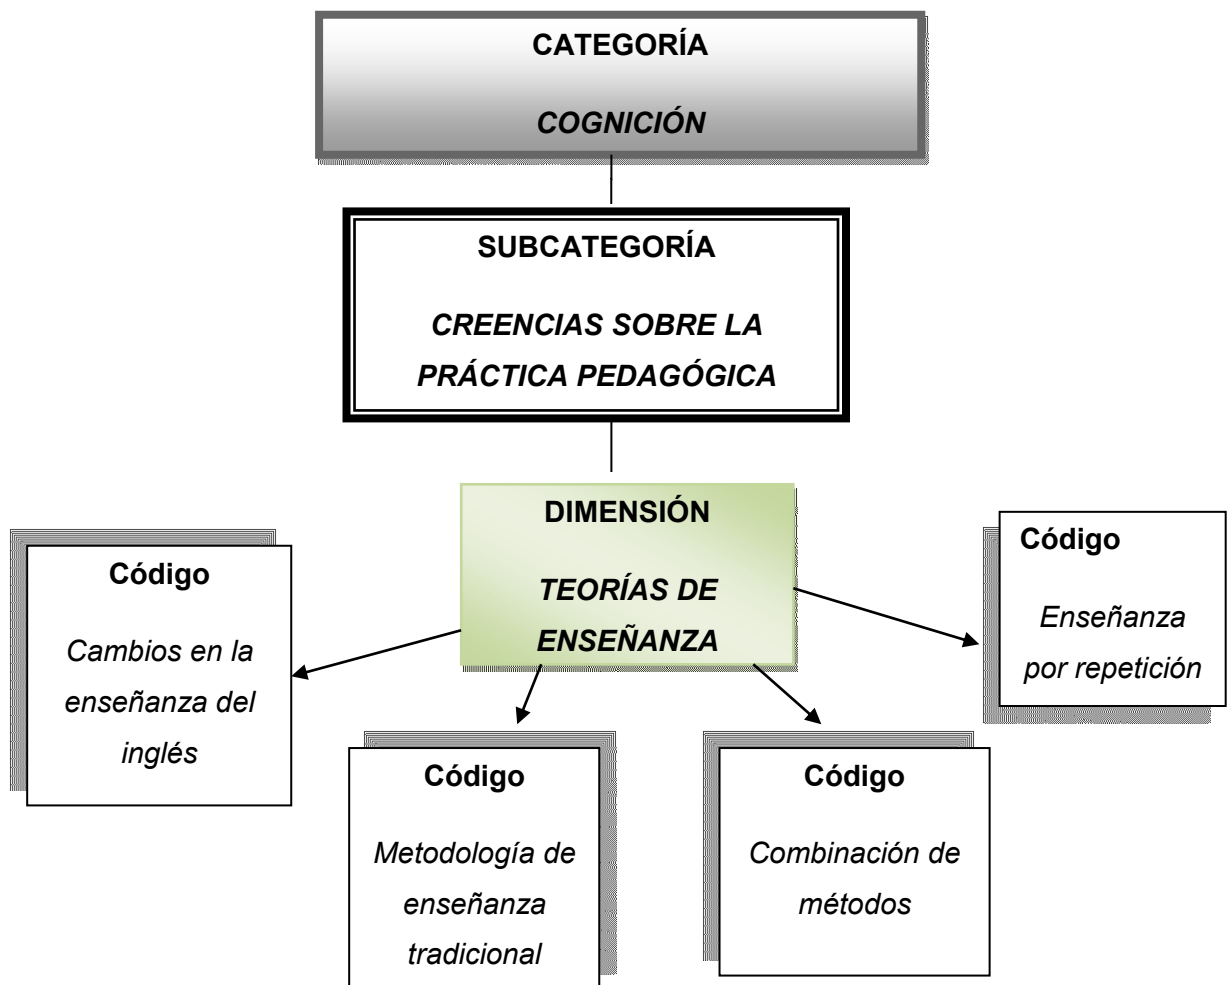 CATEGORÍA
COGNICIÓN
SUBCATEGORÍA
CREENCIAS SOBRE LA
PRÁCTICA PEDAGÓGICA
DIMENSIÓN
TEORÍAS DE
ENSEÑANZA
Código
Cambios en la
enseñanza del
inglés
Código
Metodología de
enseñanza
tradicional
Código
Combinación de
métodos
Código
Enseñanza
por repetición